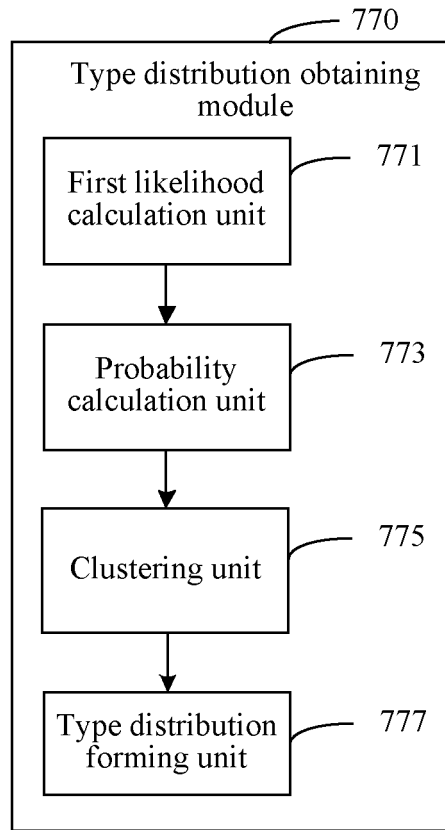 770
Type distribution obtaining
module
First likelihood
calculation unit
771
Probability
calculation unit
773
Clustering unit
775
Type distribution
forming unit
777